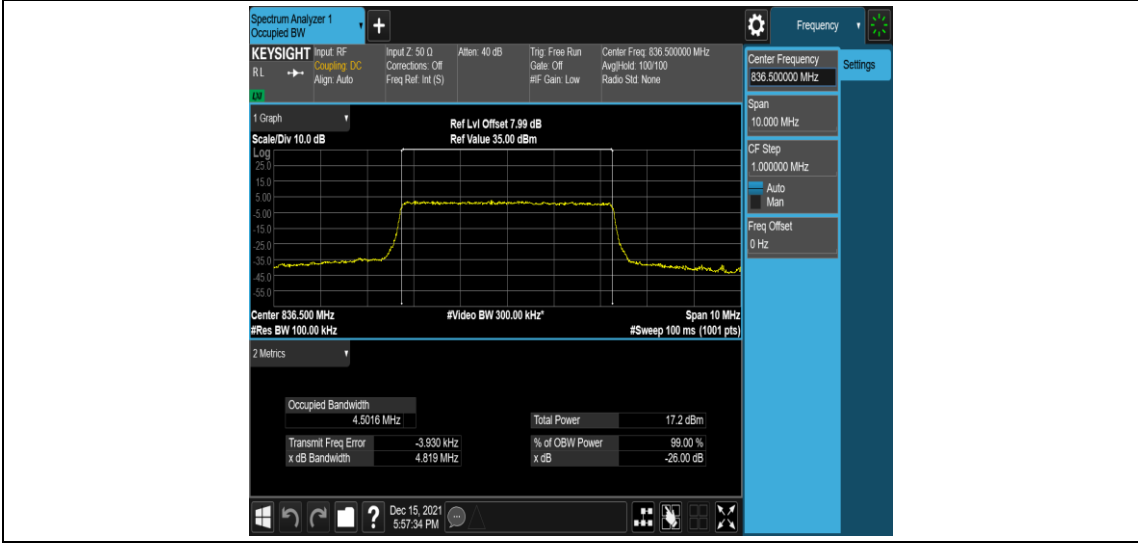 Spectrum Analyzer 1
Occupied BW
+
Frequency
KEYSIGHT
RL
Input: RF
Coupling: DC
Align: Auto
Input Z: 50 Ω
Corrections: Off
Freq Ref: Int (S)
Atten: 40 dB
Trig: Free Run
Gate: Off
#IF Gain: Low
Center Freq: 836.500000 MHz
Avg|Hold: 100/100
Radio Std: None
Center Frequency
836.500000 MHz
Settings
Span
10.000 MHz
CF Step
1.000000 MHz
Auto
Man
Freq Offset
0 Hz
1 Graph
Scale/Div 10.0 dB
Ref Lvl Offset 7.99 dB
Ref Value 35.00 dBm
Log
25.0
15.0
5.00
-5.00
-15.0
-25.0
-35.0
-45.0
-55.0
Center 836.500 MHz
#Video BW 300.00 kHz*
Span 10 MHz
#Res BW 100.00 kHz
#Sweep 100 ms (1001 pts)
2 Metrics
Occupied Bandwidth
4.5016 MHz
Total Power 17.2 dBm
Transmit Freq Error -3.930 kHz
% of OBW Power 99.00 %
x dB Bandwidth 4.819 MHz
x dB -26.00 dB
?
Dec 15, 2021
5:57:34 PM